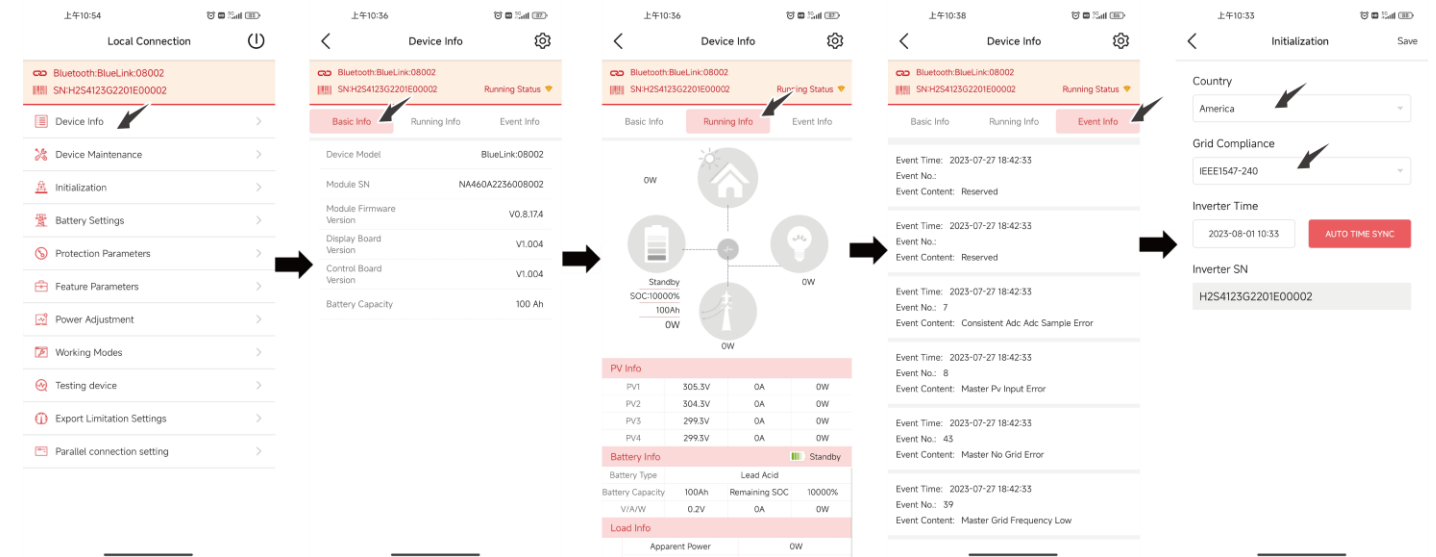 上午10:54
Local Connection
Bluetooth:BlueLink:08002
SN:H2S4123G2201E00002
Device Info
Device Maintenance
Initialization
Battery Settings
Protection Parameters
Feature Parameters
Power Adjustment
Working Modes
Testing device
Export Limitation Settings
Parallel connection setting
上午10:36
Device Info
Bluetooth:BlueLink:08002
SN:H2S4123G2201E00002 Running Status
Basic Info Running Info Event Info
Device Model BlueLink:08002
Module SN NA460A2236008002
Module Firmware Version V0.8.17.4
Display Board Version V1.004
Control Board Version V1.004
Battery Capacity 100 Ah
上午10:36
Device Info
Bluetooth:BlueLink:08002
SN:H2S4123G2201E00002 Running Status
Basic Info Running Info Event Info
0W
Standby
SOC:10000%
100Ah
0W
0W
0W
PV Info
PV1 305.3V 0A 0W
PV2 304.3V 0A 0W
PV3 299.3V 0A 0W
PV4 299.3V 0A 0W
Battery Info Standby
Battery Type Lead Acid
Battery Capacity 100Ah Remaining SOC 10000%
V/A/W 0.2V 0A 0W
Load Info
Apparent Power 0W
上午10:38
Device Info
Bluetooth:BlueLink:08002
SN:H2S4123G2201E00002 Running Status
Basic Info Running Info Event Info
Event Time: 2023-07-27 18:42:33
Event No.:
Event Content: Reserved
Event Time: 2023-07-27 18:42:33
Event No.:
Event Content: Reserved
Event Time: 2023-07-27 18:42:33
Event No.: 7
Event Content: Consistent Adc Adc Sample Error
Event Time: 2023-07-27 18:42:33
Event No.: 8
Event Content: Master Pv Input Error
Event Time: 2023-07-27 18:42:33
Event No.: 43
Event Content: Master No Grid Error
Event Time: 2023-07-27 18:42:33
Event No.: 39
Event Content: Master Grid Frequency Low
上午10:33
Initialization Save
Country
America
Grid Compliance
IEEE1547-240
Inverter Time
2023-08-01 10:33 AUTO TIME SYNC
Inverter SN
H2S4123G2201E00002